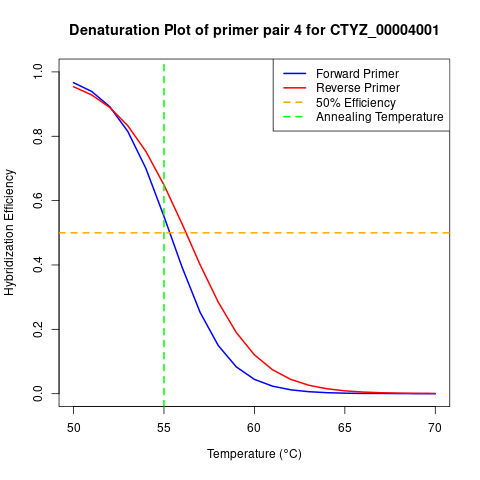 Denaturation Plot of primer pair 4 for CTYZ_00004001
Forward Primer
Reverse Primer
50% Efficiency
Annealing Temperature
Hybridization Efficiency
1.0
0.8
0.6
0.4
0.2
0.0
50 55 60 65 70
Temperature (°C)